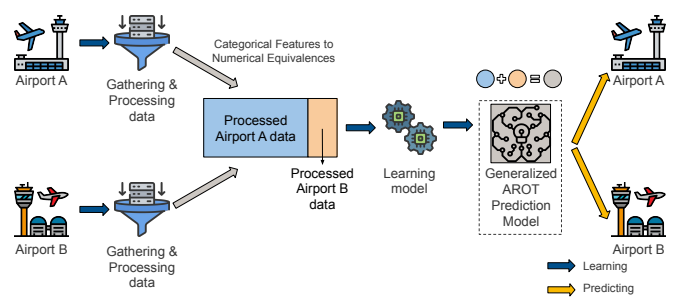 Airport A
Gathering &
Processing
data
Categorical Features to
Numerical Equivalences
Processed
Airport A data
Processed
Airport B
data
Learning
model
+ =
Generalized
AROT
Prediction
Model
Airport A
Airport B
Gathering &
Processing
data
Airport B
Learning
Predicting